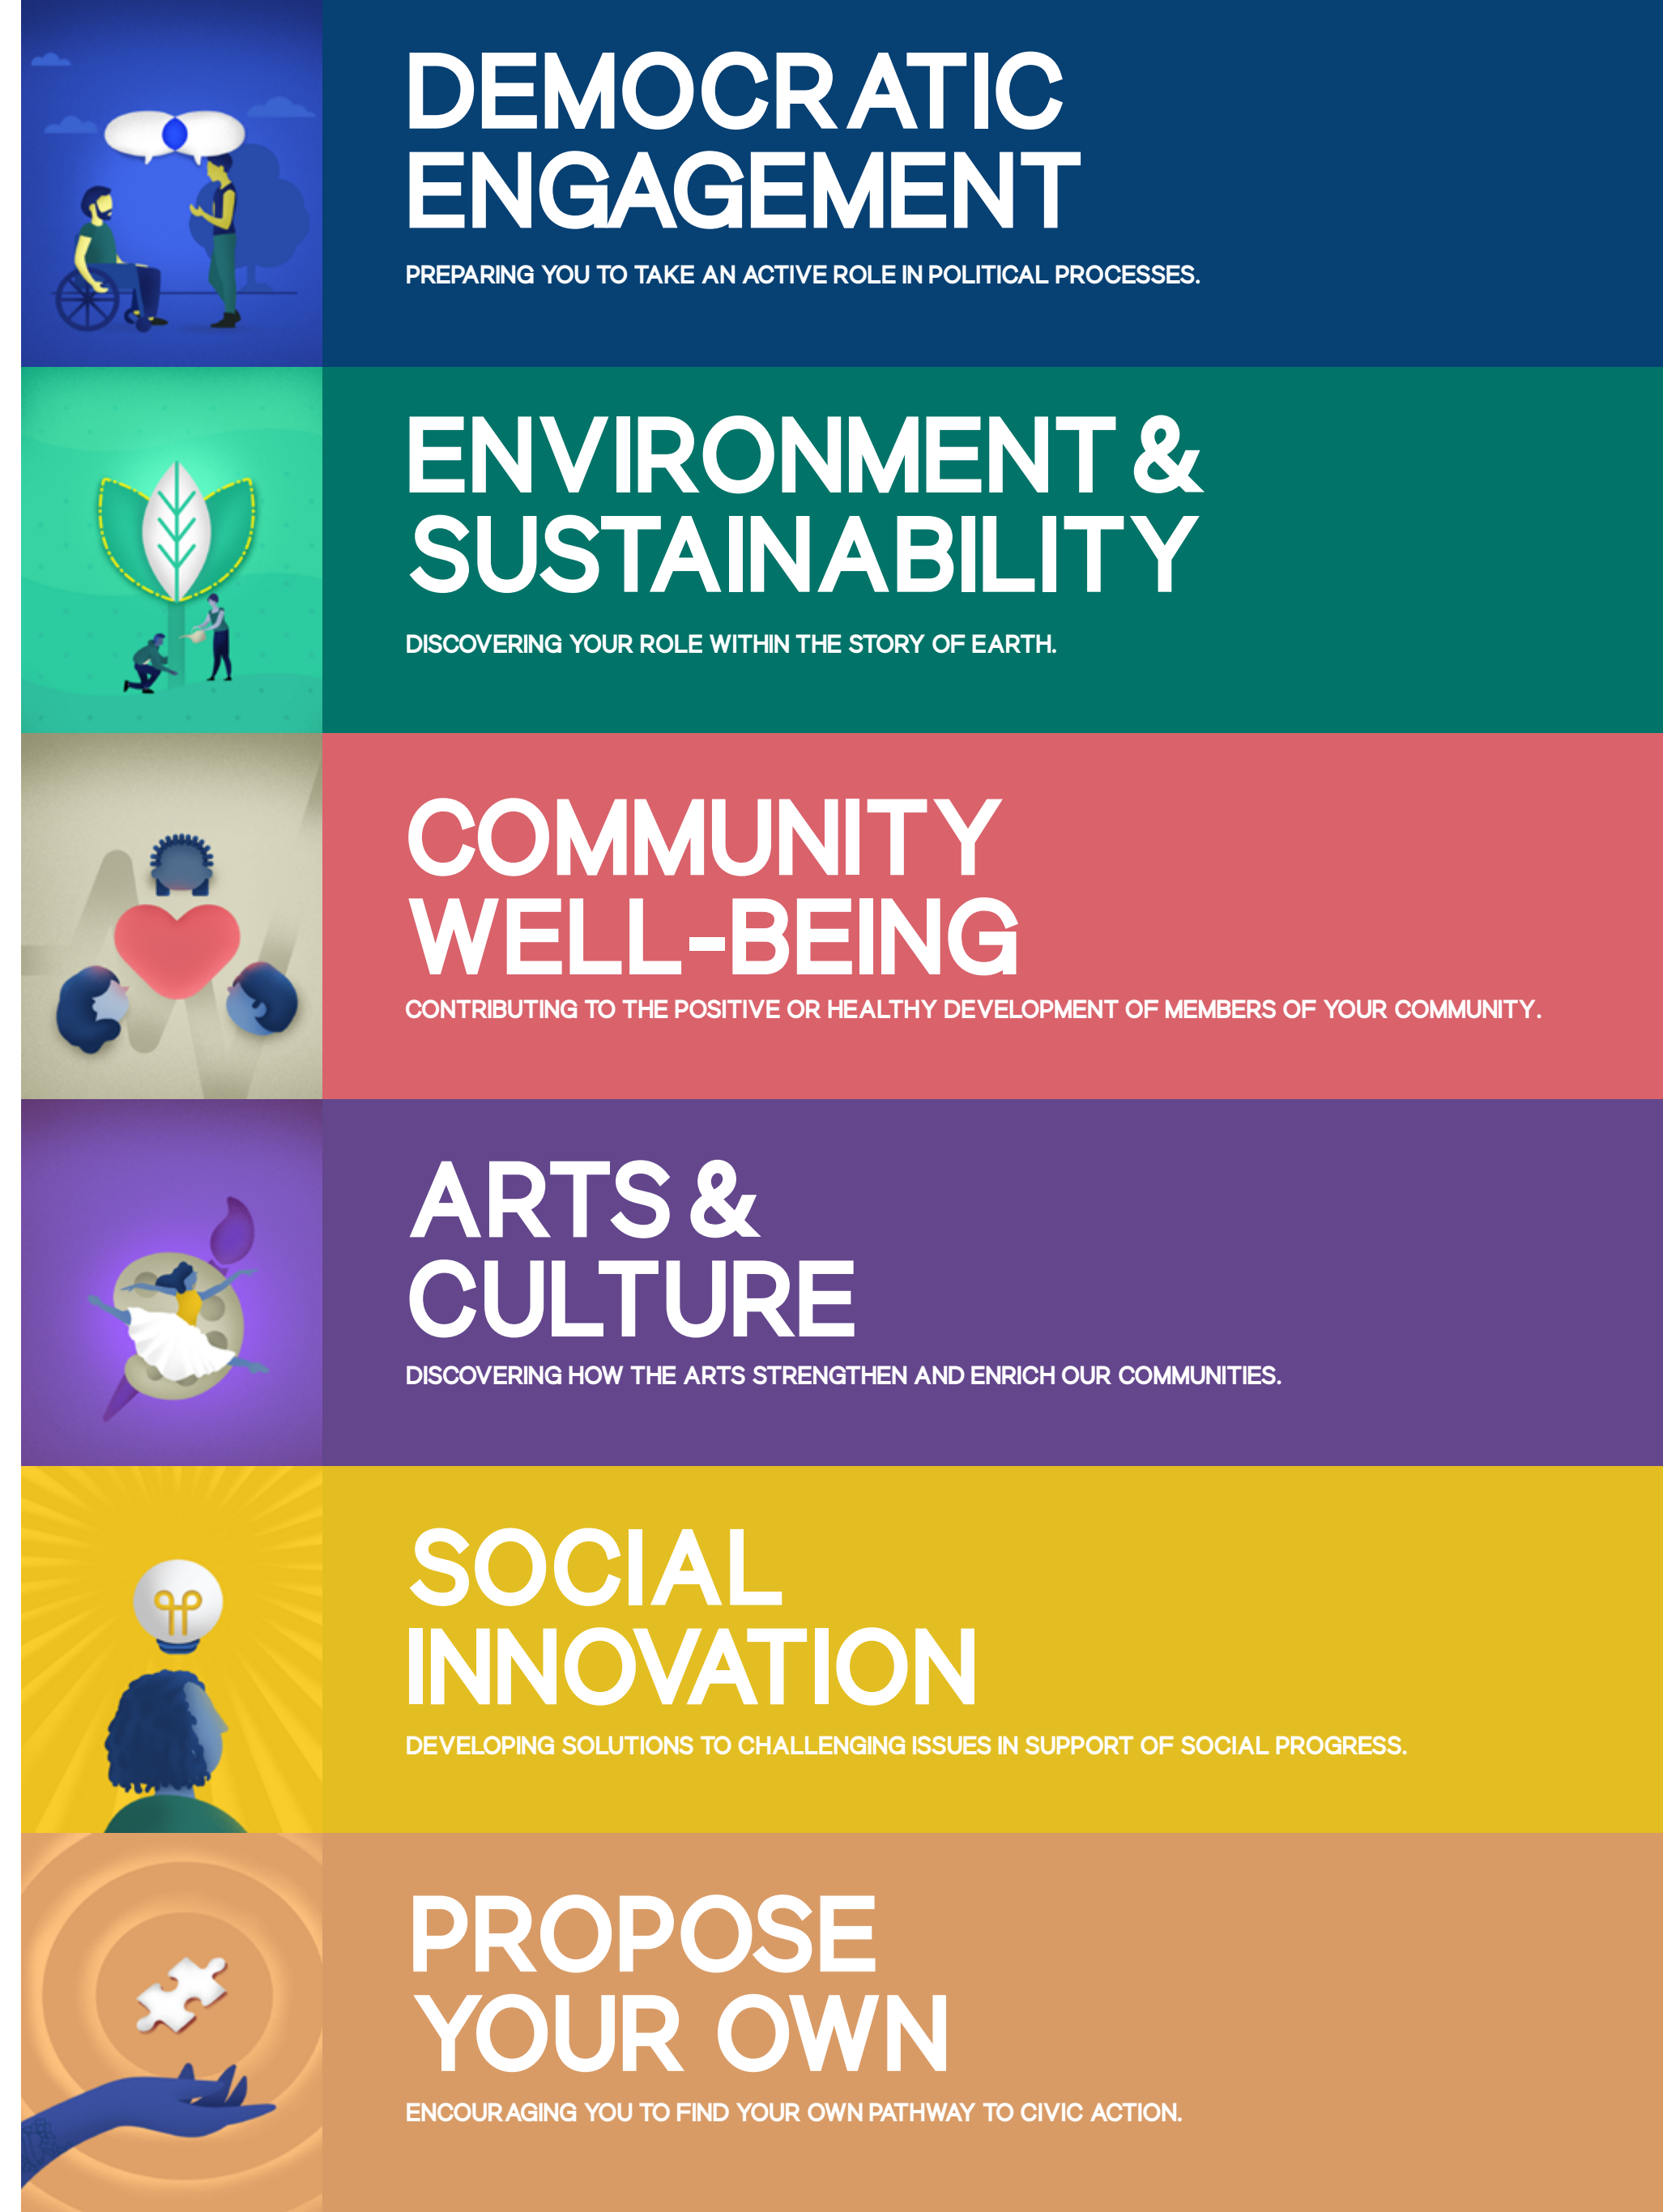 DEMOCRATIC
ENGAGEMENT
PREPARING YOU TO TAKE AN ACTIVE ROLE IN POLITICAL PROCESSES.
ENVIRONMENT &
SUSTAINABILITY
DISCOVERING YOUR ROLE WITHIN THE STORY OF EARTH.
COMMUNITY
WELL-BEING
CONTRIBUTING TO THE POSITIVE OR HEALTHY DEVELOPMENT OF MEMBERS OF YOUR COMMUNITY.
ARTS &
CULTURE
DISCOVERING HOW THE ARTS STRENGTHEN AND ENRICH OUR COMMUNITIES.
SOCIAL
INNOVATION
DEVELOPING SOLUTIONS TO CHALLENGING ISSUES IN SUPPORT OF SOCIAL PROGRESS.
PROPOSE
YOUR OWN
ENCOURAGING YOU TO FIND YOUR OWN PATHWAY TO CIVIC ACTION.